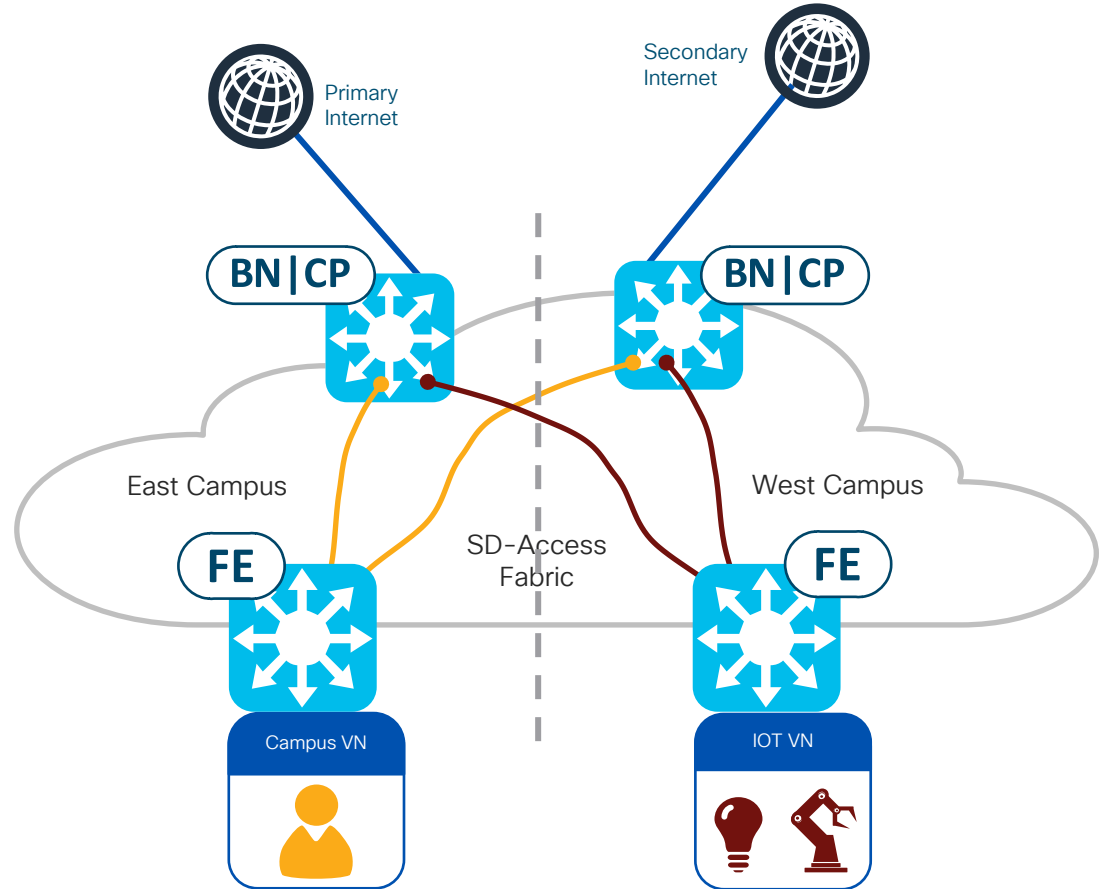 Secondary
Internet
Primary
Internet
BN|CP
BN|CP
East Campus
West Campus
SD-Access
Fabric
FE
FE
Campus VN
IOT VN